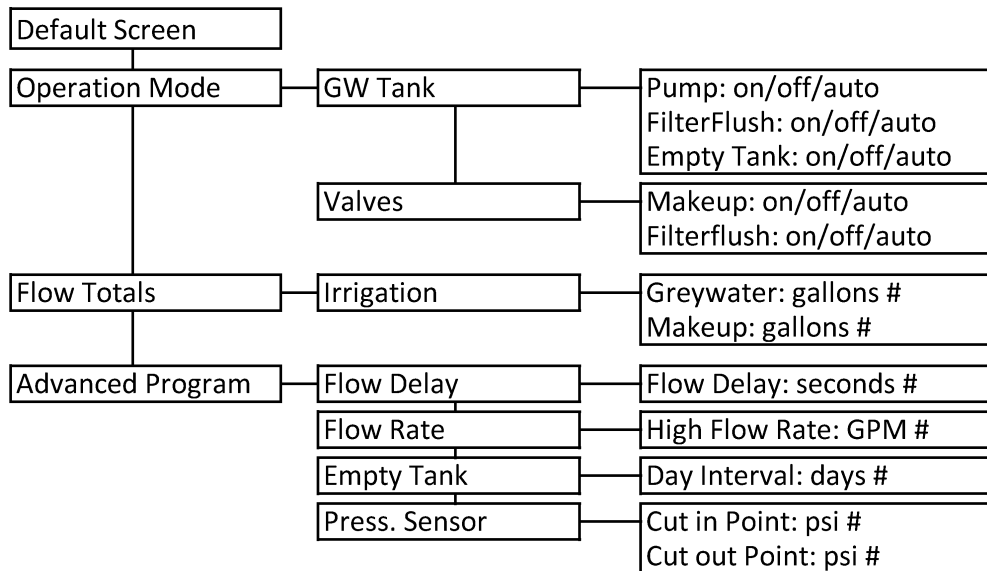 Default Screen
Operation Mode
GW Tank
Pump: on/off/auto
FilterFlush: on/off/auto
Empty Tank: on/off/auto
Valves
Makeup: on/off/auto
Filterflush: on/off/auto
Flow Totals
Irrigation
Greywater: gallons #
Makeup: gallons #
Advanced Program
Flow Delay
Flow Delay: seconds #
Flow Rate
High Flow Rate: GPM #
Empty Tank
Day Interval: days #
Press. Sensor
Cut in Point: psi #
Cut out Point: psi #